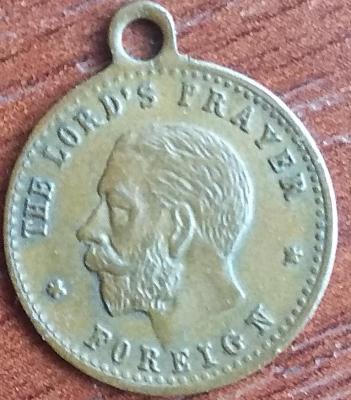 THE LORD'S PRAYER
FOREIGN